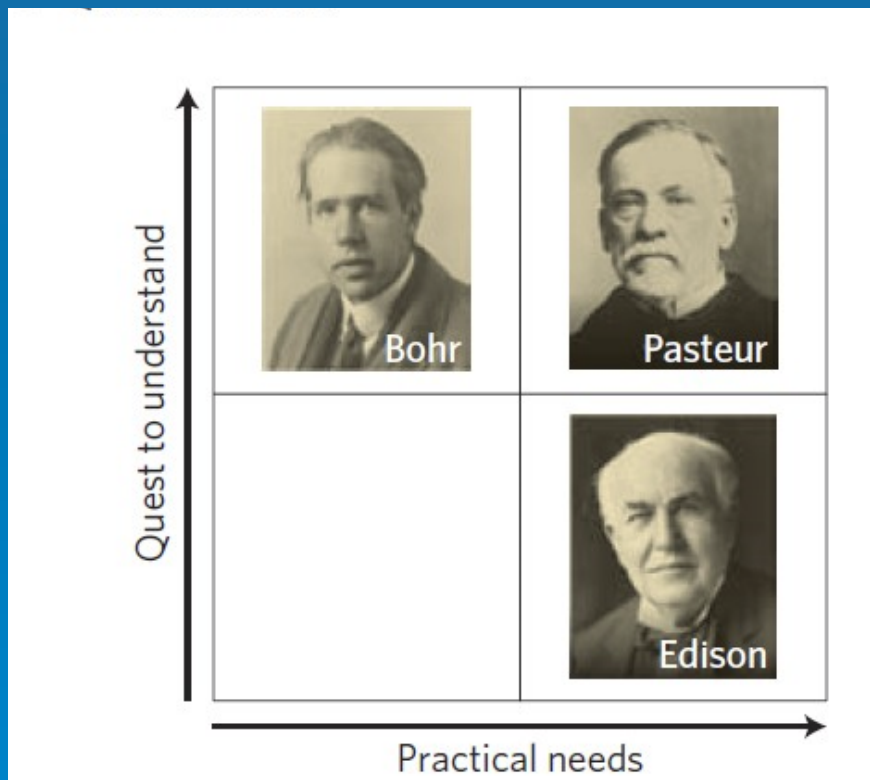 Quest to understand
Bohr
Pasteur
Edison
Practical needs